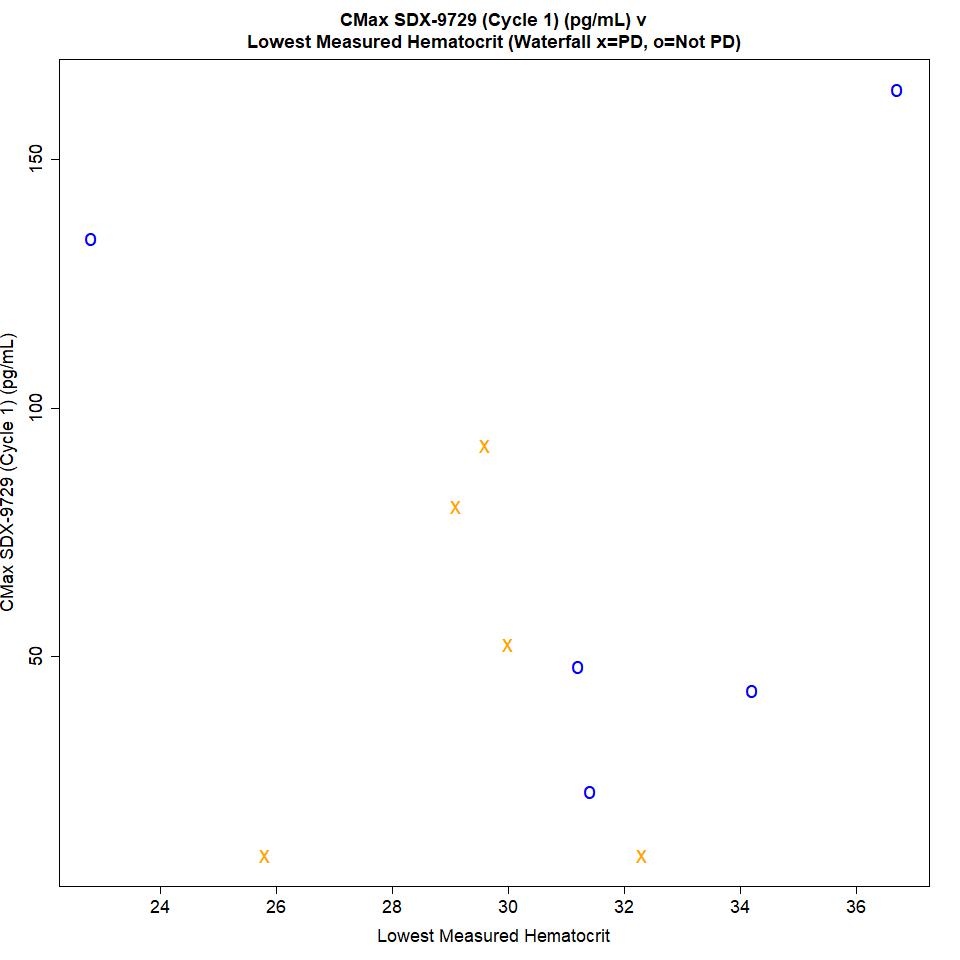 CMax SDX-9729 (Cycle 1) (pg/mL) v
Lowest Measured Hematocrit (Waterfall x=PD, o=Not PD)
CMax SDX-9729 (Cycle 1) (pg/mL)
150
100
50
O
O
X
X
X
O
O
O
X
X
24 26 28 30 32 34 36
Lowest Measured Hematocrit